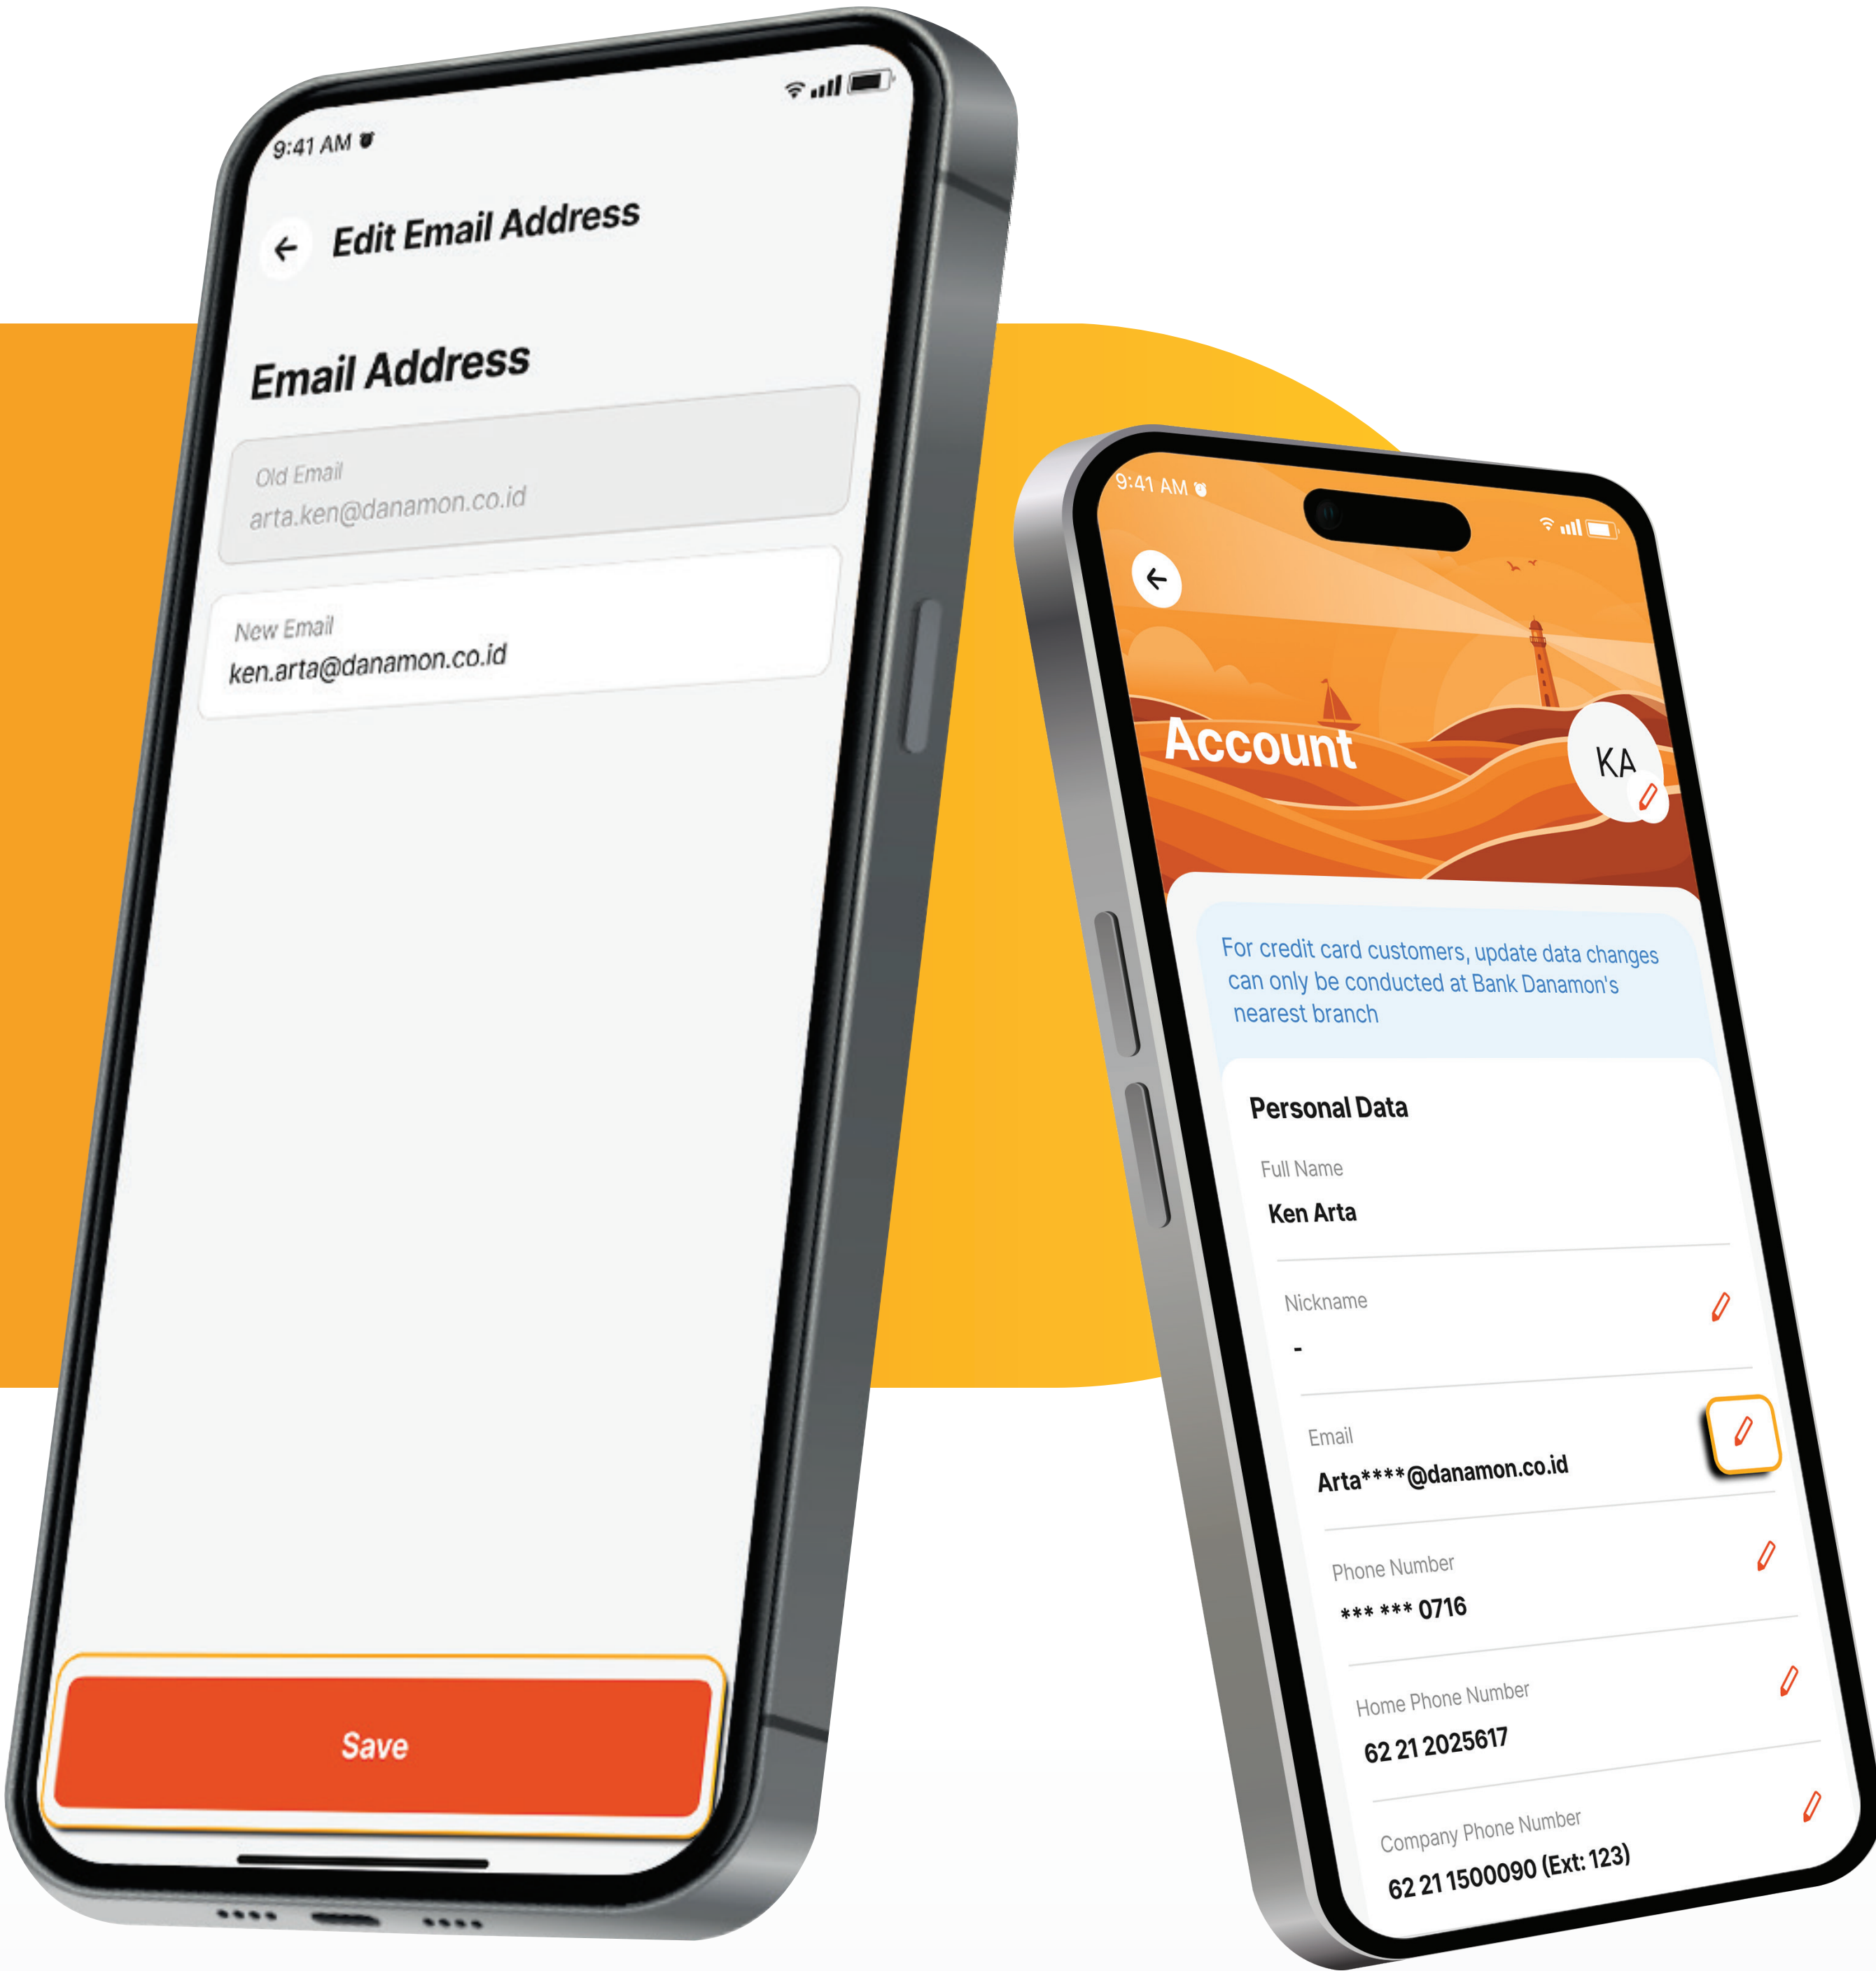 9:41 AM
Edit Email Address
Email Address
Old Email
arta.ken@danamon.co.id
New Email
ken.arta@danamon.co.id
Save
9:41 AM
Account
KA
For credit card customers, update data changes
can only be conducted at Bank Danamon's
nearest branch
Personal Data
Full Name
Ken Arta
Nickname
-
Email
Arta****@danamon.co.id
Phone Number
*** *** 0716
Home Phone Number
62 21 2025617
Company Phone Number
62 21 1500090 (Ext: 123)